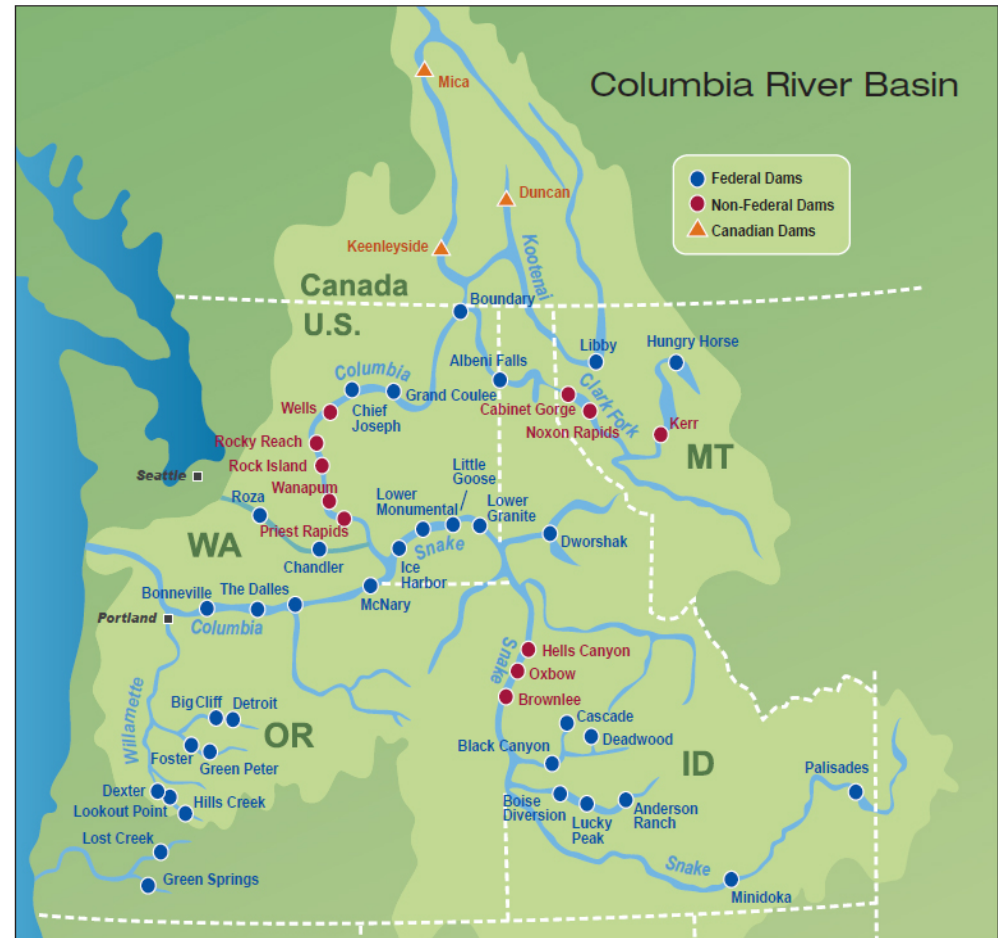 Columbia River Basin
Federal Dams
Non-Federal Dams
Canadian Dams
Mica
Duncan
Keenleyside
Kootenai
Canada
U.S.
Boundary
Libby
Hungry Horse
Albeni Falls
Columbia
Grand Coulee
Chief
Joseph
Wells
Cabinet Gorge
Clark Fork
Noxon Rapids
Kerr
MT
Rocky Reach
Rock Island
Seattle
Wanapum
Roza
Priest Rapids
WA
Chandler
Little
Goose
Lower
Monumental
Lower
Granite
Snake
Ice
Harbor
Dworshak
McNary
Bonneville
The Dalles
Portland
Columbia
Snake
Hells Canyon
Oxbow
Brownlee
Willamette
Big Cliff
Detroit
OR
Foster
Green Peter
Dexter
Lookout Point
Hills Creek
Lost Creek
Green Springs
Cascade
Deadwood
Black Canyon
ID
Boise
Diversion
Lucky
Peak
Anderson
Ranch
Palisades
Snake
Minidoka